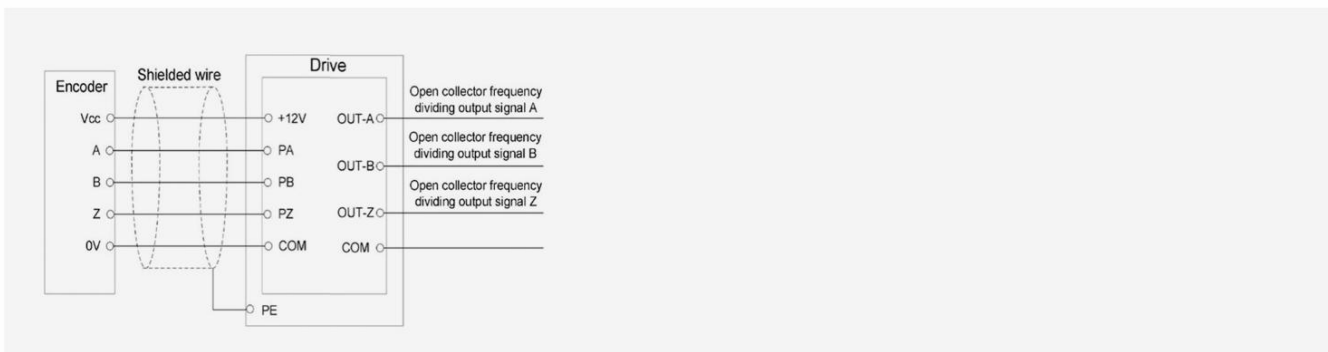 Drive
Encoder
Shielded wire
Vcc
A
B
Z
0V
+12V
PA
PB
PZ
COM
PE
OUT-A
OUT-B
OUT-Z
COM
Open collector frequency
dividing output signal A
Open collector frequency
dividing output signal B
Open collector frequency
dividing output signal Z